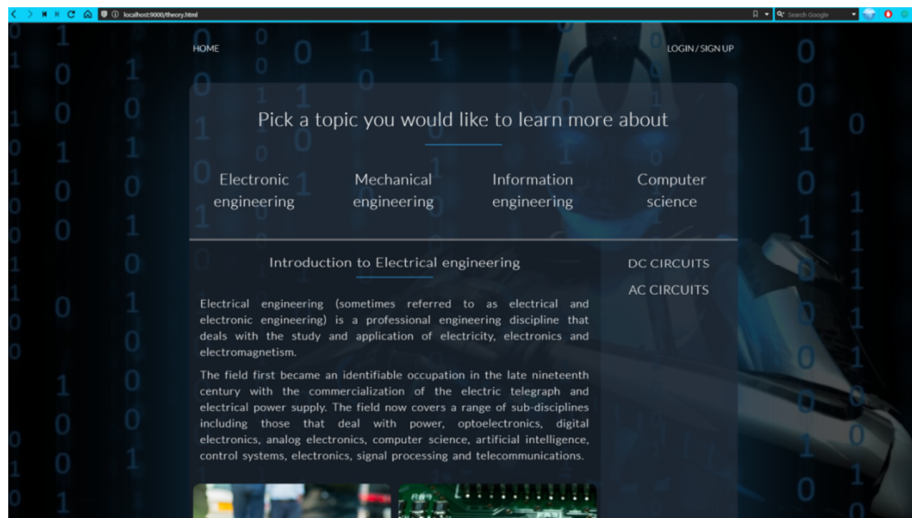 localhost:9000/theory.html
Search Google
HOME
LOGIN / SIGN UP
Pick a topic you would like to learn more about
Electronic
engineering
Mechanical
engineering
Information
engineering
Computer
science
Introduction to Electrical engineering
DC CIRCUITS
AC CIRCUITS
Electrical engineering (sometimes referred to as electrical and
electronic engineering) is a professional engineering discipline that
deals with the study and application of electricity, electronics and
electromagnetism.
The field first became an identifiable occupation in the late nineteenth
century with the commercialization of the electric telegraph and
electrical power supply. The field now covers a range of sub-disciplines
including those that deal with power, optoelectronics, digital
electronics, analog electronics, computer science, artificial intelligence,
control systems, electronics, signal processing and telecommunications.